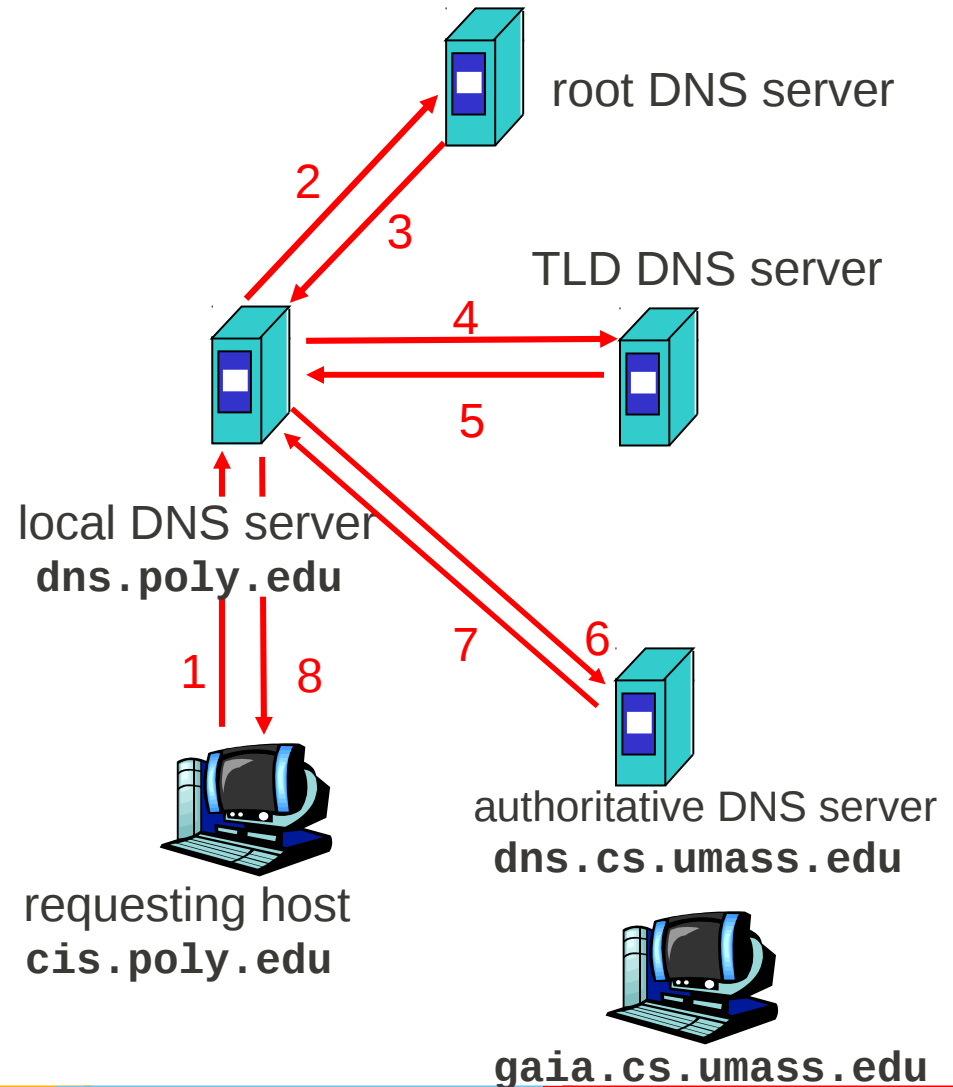 root DNS server
2
3
TLD DNS server
4
5
local DNS server
dns.poly.edu
7
6
1
8
authoritative DNS server
dns.cs.umass.edu
requesting host
cis.poly.edu
gaia.cs.umass.edu